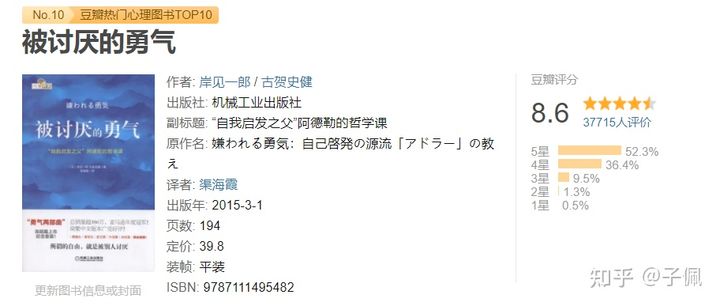 No.10 豆瓣热门心理图书TOP10
被讨厌的勇气
嫌われる勇気
被讨厌的勇气
“自我启发之父”阿德勒的哲学课
“勇气两部曲”
所谓的自由，就是被别人讨厌
更新图书信息或封面
作者: 岸见一郎 / 古贺史健
出版社: 机械工业出版社
副标题: “自我启发之父”阿德勒的哲学课
原作名: 嫌われる勇気：自己啓発の源流「アドラー」の教
え
译者: 渠海霞
出版年: 2015-3-1
页数: 194
定价: 39.8
装帧: 平装
ISBN: 9787111495482
豆瓣评分
8.6
37715人评价
5星 52.3%
4星 36.4%
3星 9.5%
2星 1.3%
1星 0.5%
知乎 @子佩